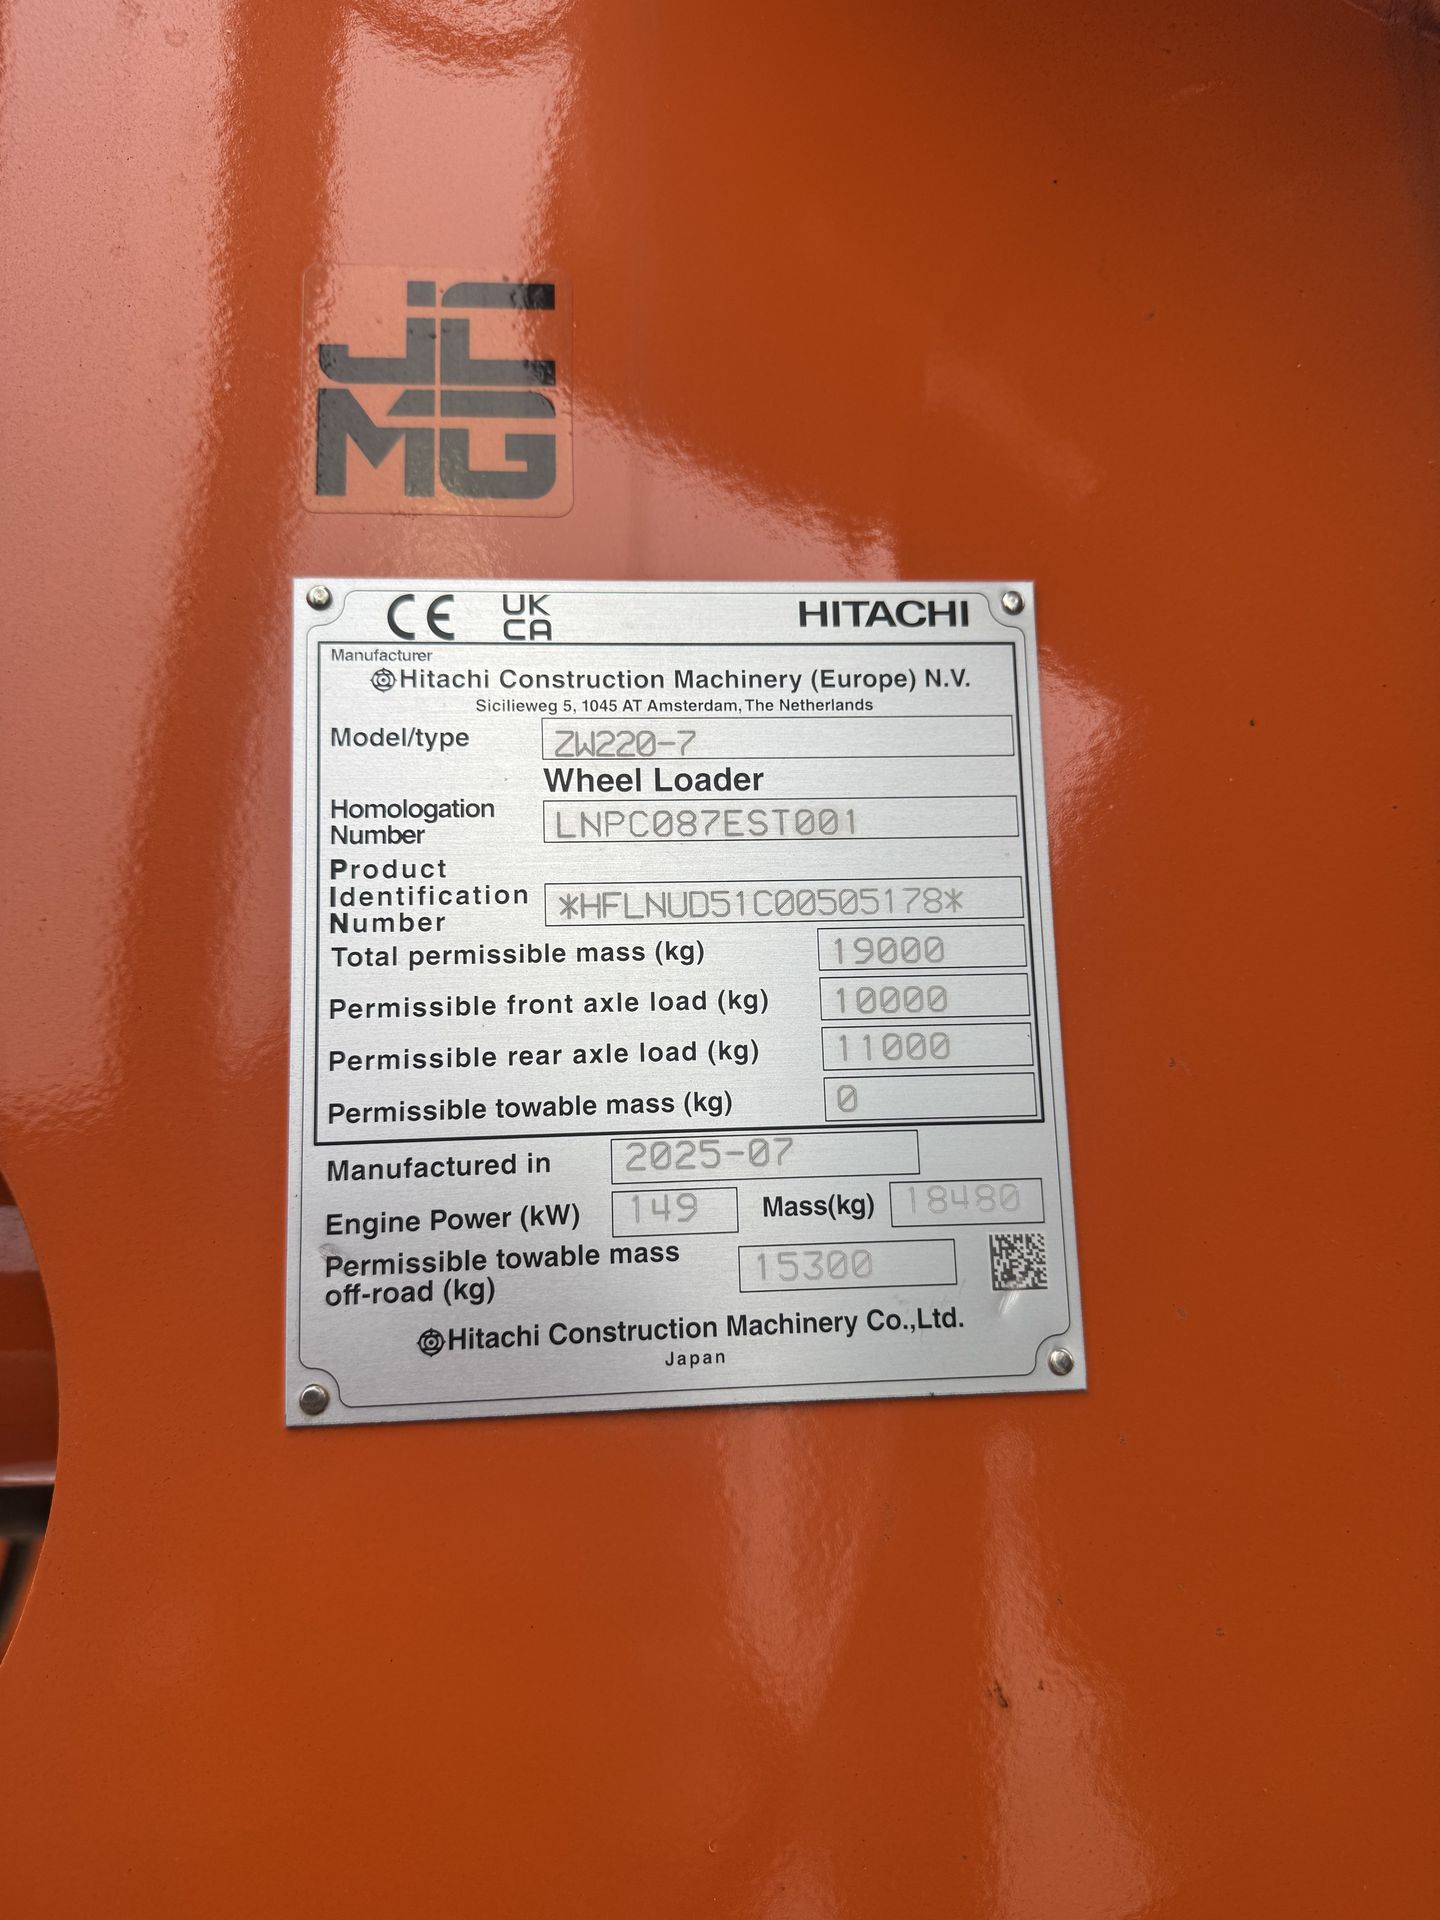 JC
MG
CE UK CA HITACHI
Manufacturer
Hitachi Construction Machinery (Europe) N.V.
Sicilieweg 5, 1045 AT Amsterdam, The Netherlands
Model/type ZW220-7
Wheel Loader
Homologation Number LNPC087EST001
Product Identification Number *HFLNUD51C00505178*
Total permissible mass (kg) 19000
Permissible front axle load (kg) 10000
Permissible rear axle load (kg) 11000
Permissible towable mass (kg) 0
Manufactured in 2025-07
Engine Power (kW) 149 Mass(kg) 18480
Permissible towable mass off-road (kg) 15300
Hitachi Construction Machinery Co.,Ltd.
Japan